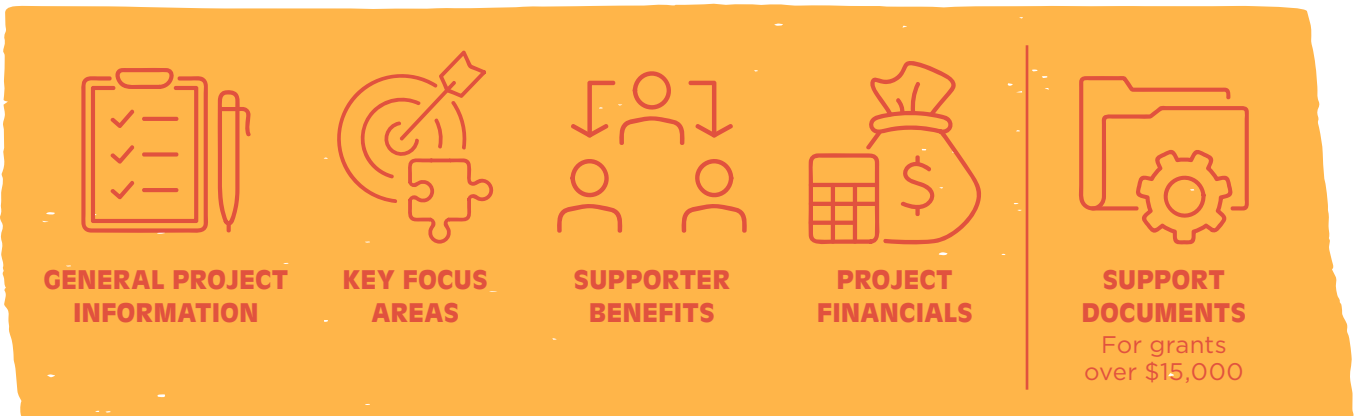 GENERAL PROJECT
INFORMATION
KEY FOCUS
AREAS
SUPPORTER
BENEFITS
$
PROJECT
FINANCIALS
SUPPORT
DOCUMENTS
For grants
over $15,000